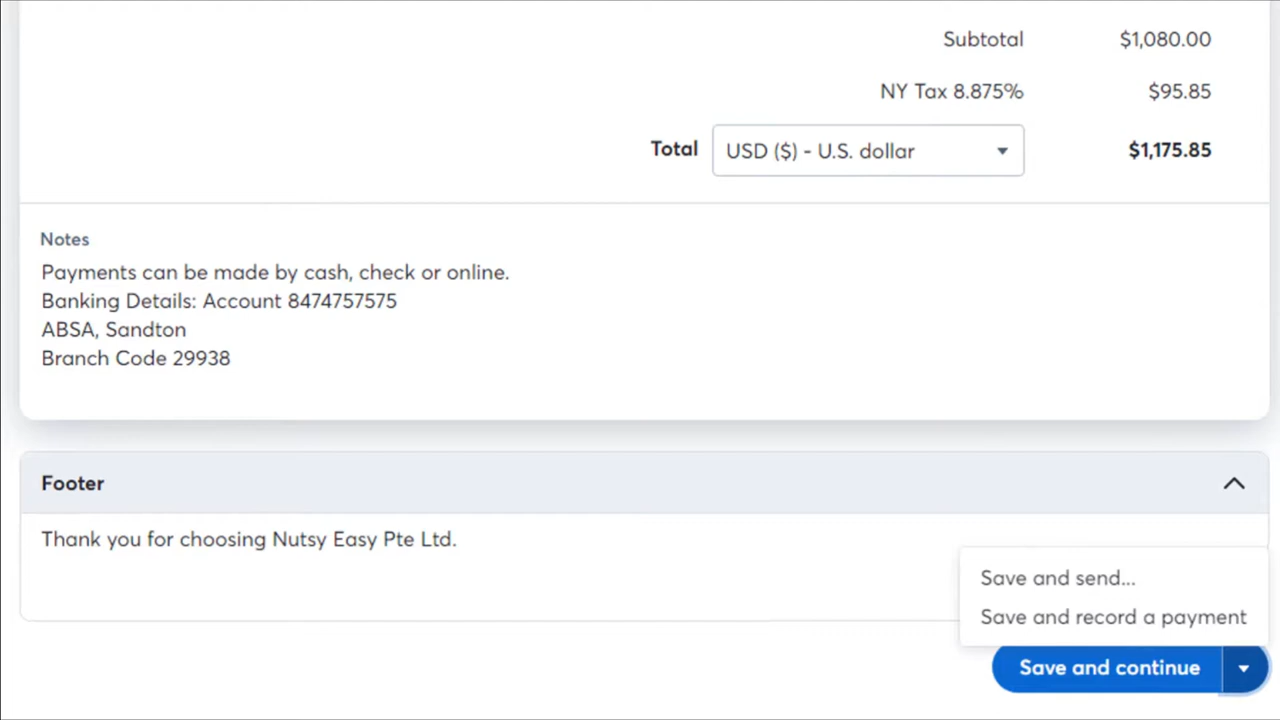 Subtotal $1,080.00
NY Tax 8.875% $95.85
Total USD ($) - U.S. dollar $1,175.85
Notes
Payments can be made by cash, check or online.
Banking Details: Account 8474757575
ABSA, Sandton
Branch Code 29938
Footer
Thank you for choosing Nutsy Easy Pte Ltd.
Save and send...
Save and record a payment
Save and continue